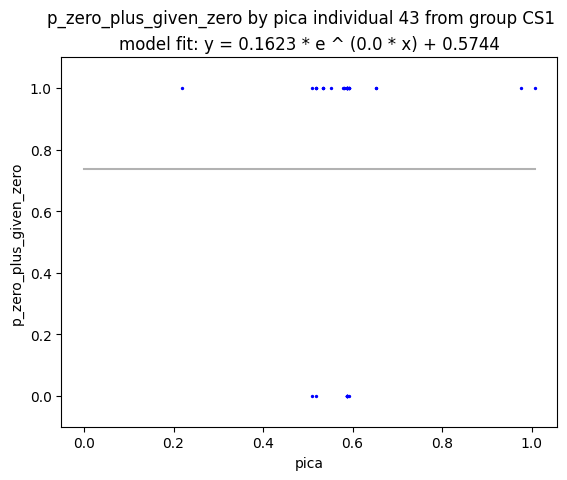 p_zero_plus_given_zero by pica individual 43 from group CS1
model fit: y = 0.1623 * e ^ (0.0 * x) + 0.5744
1.0
0.8
0.6
0.4
0.2
0.0
p_zero_plus_given_zero
0.0 0.2 0.4 0.6 0.8 1.0
pica